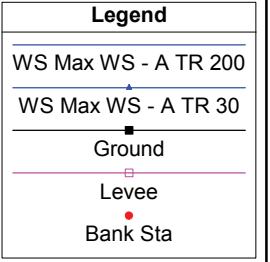 Legend
WS Max WS - A TR 200
WS Max WS - A TR 30
Ground
Levee
Bank Sta